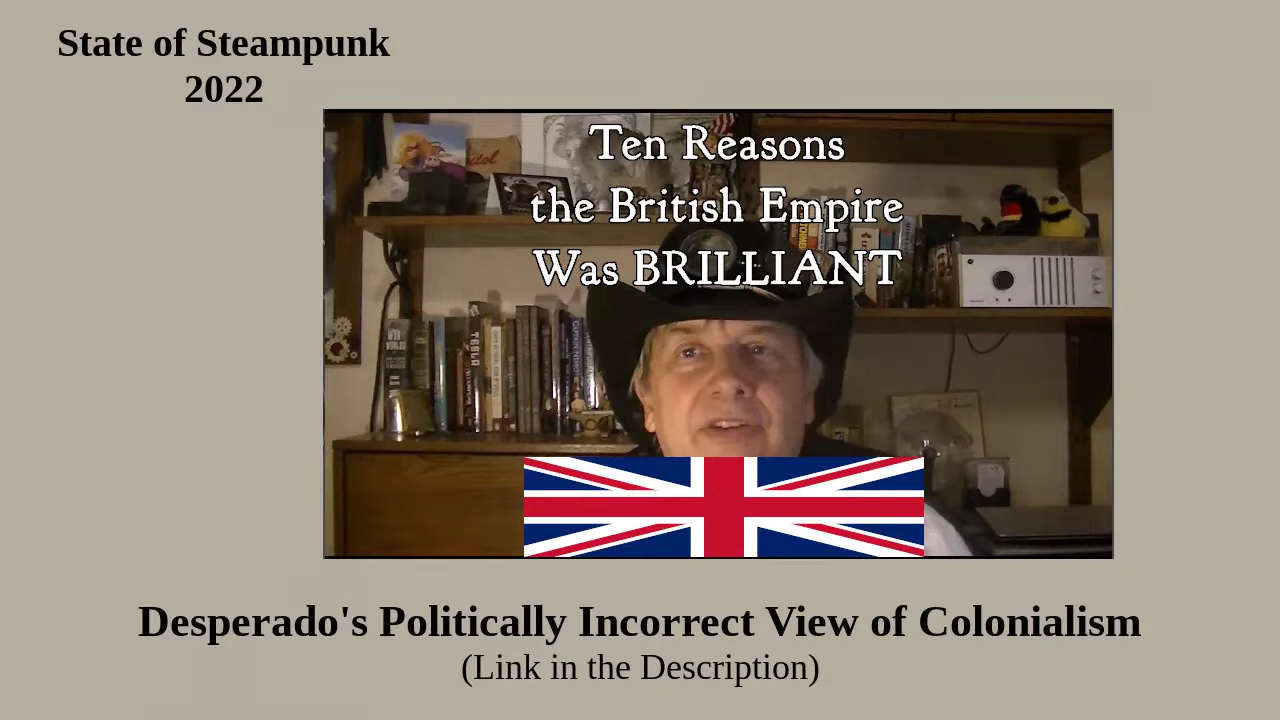 State of Steampunk
2022
Ten Reasons
the British Empire
Was BRILLIANT
TESLA
Desperado's Politically Incorrect View of Colonialism
(Link in the Description)